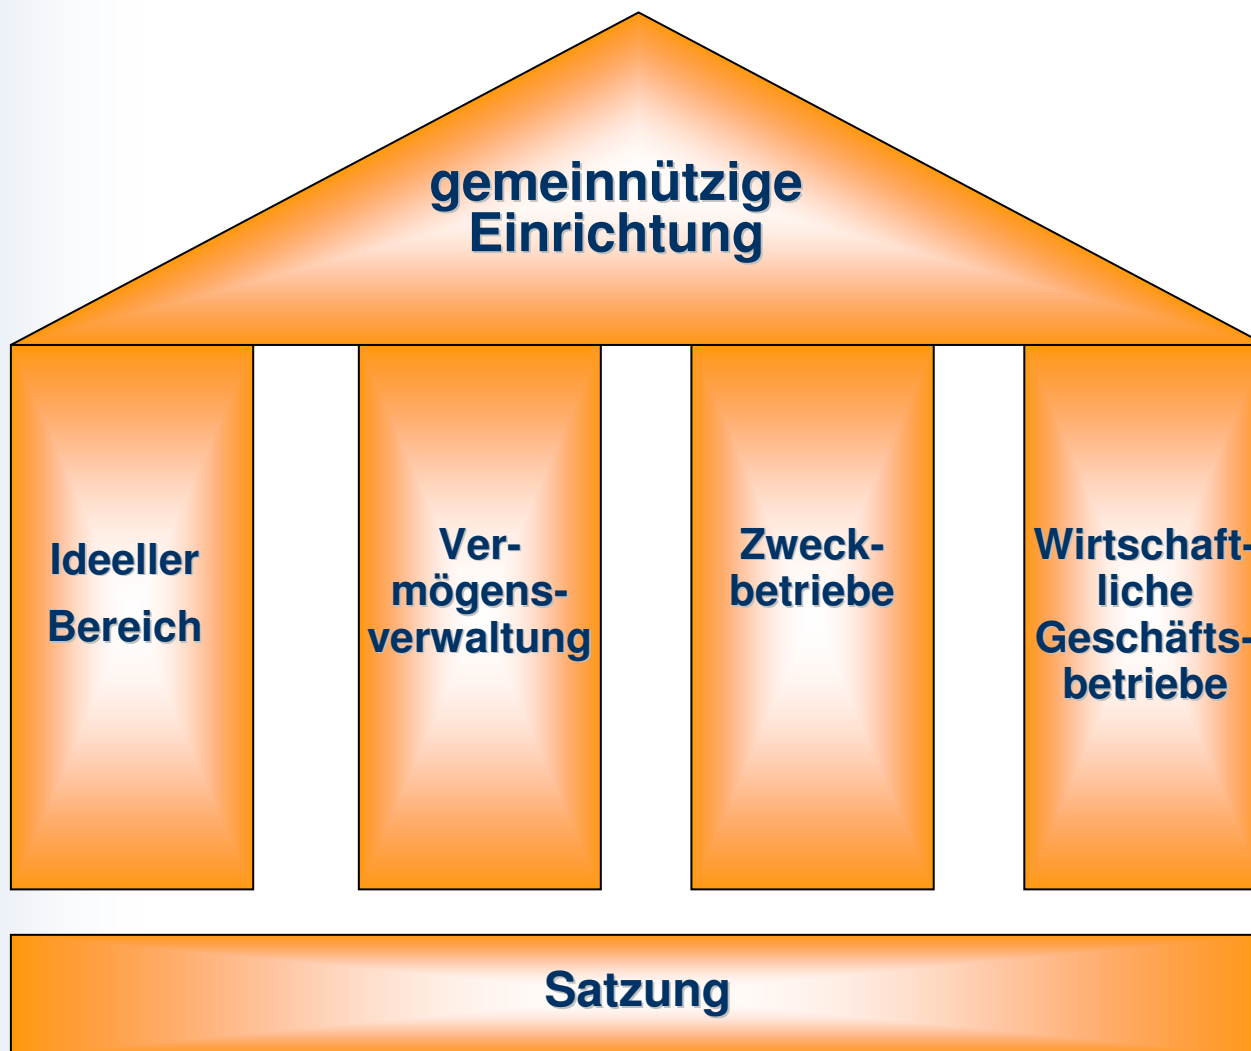 gemeinnützige
Einrichtung
Ideeller
Bereich
Ver-
mögens-
verwaltung
Zweck-
betriebe
Wirtschaft-
liche
Geschäfts-
betriebe
Satzung